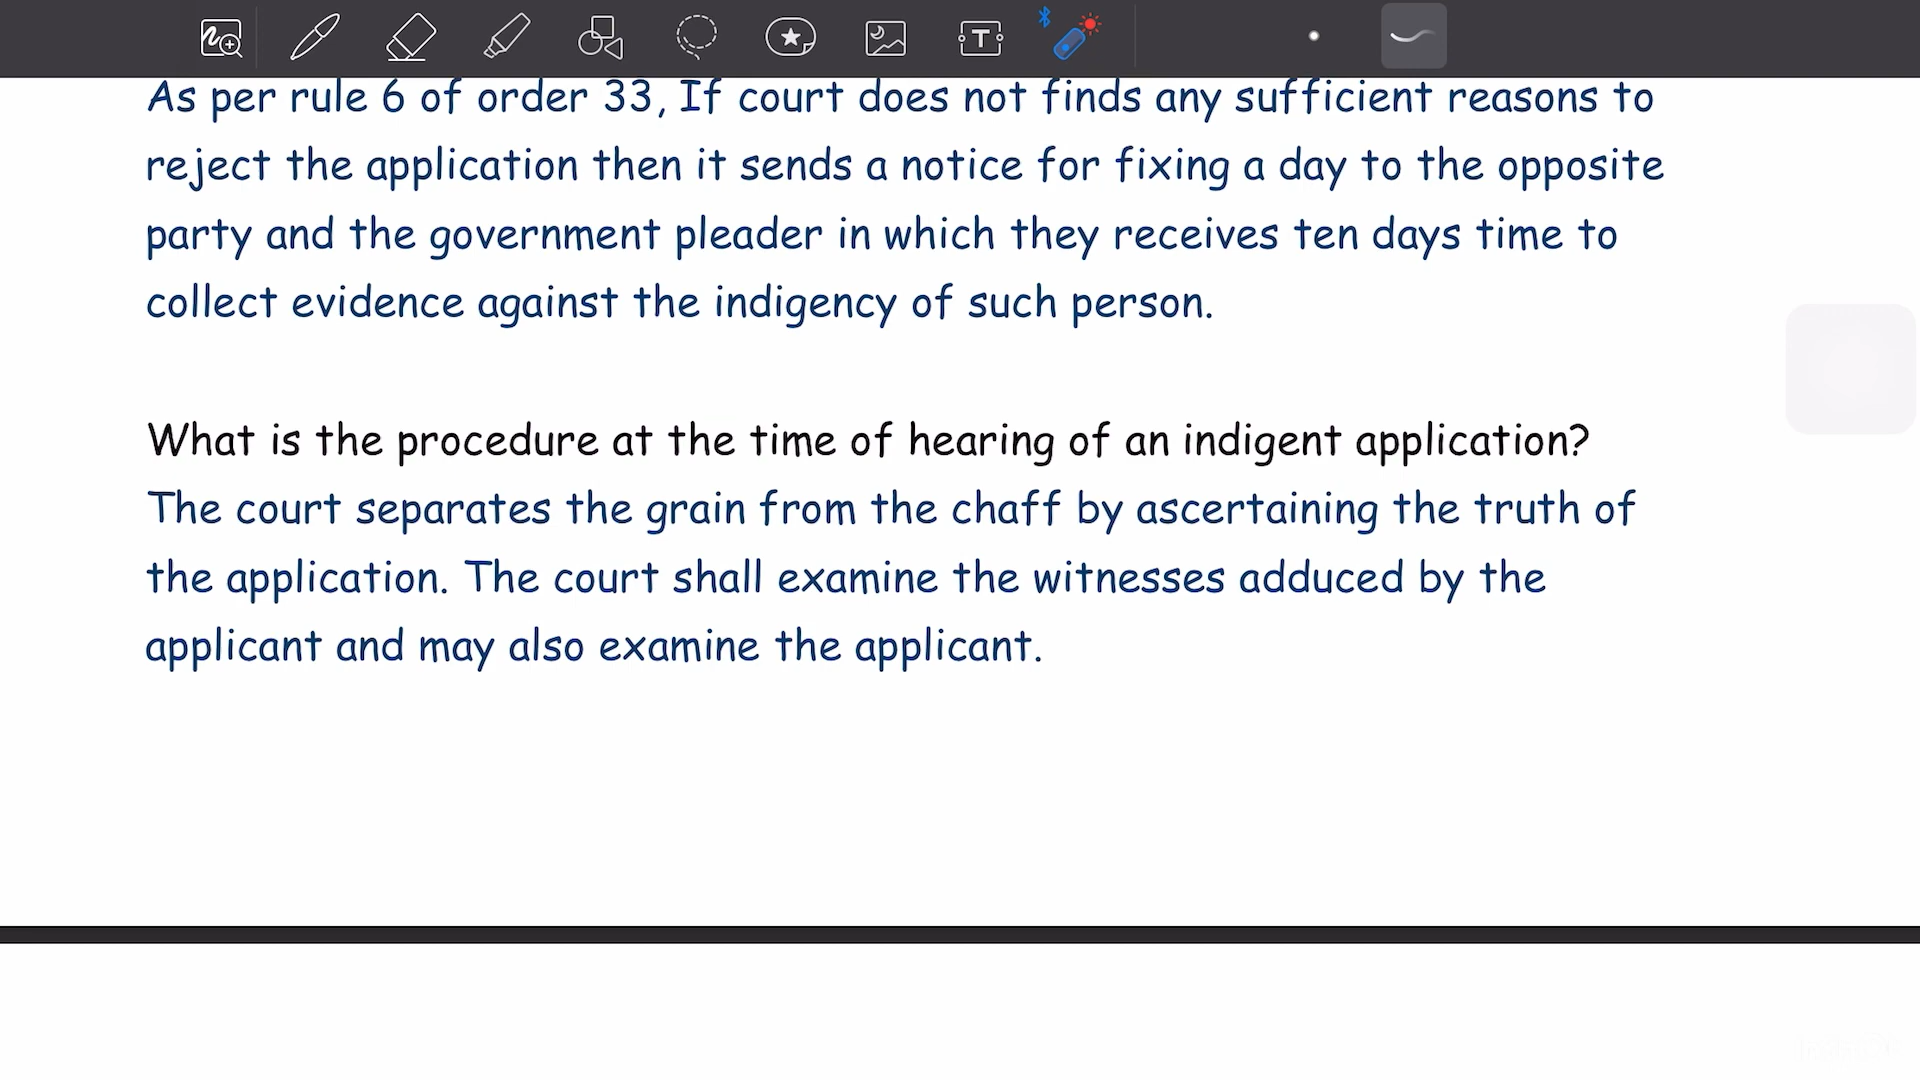 As per rule 6 of order 33, If court does not finds any sufficient reasons to
reject the application then it sends a notice for fixing a day to the opposite
party and the government pleader in which they receives ten days time to
collect evidence against the indigency of such person.
What is the procedure at the time of hearing of an indigent application?
The court separates the grain from the chaff by ascertaining the truth of
the application. The court shall examine the witnesses adduced by the
applicant and may also examine the applicant.